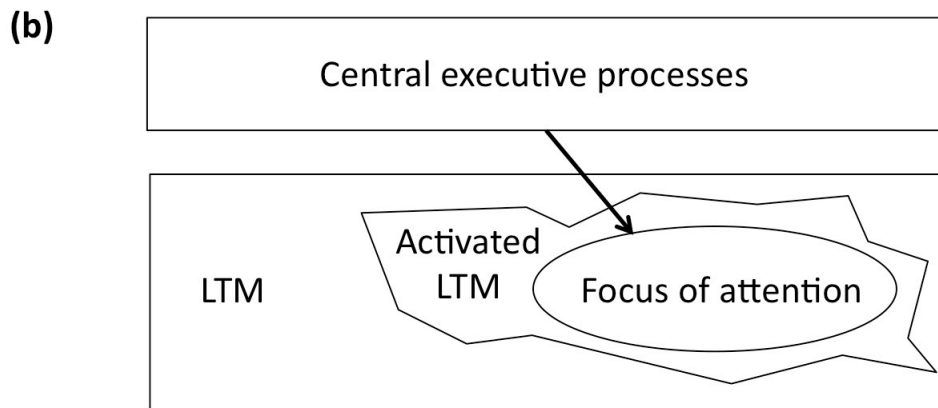 (b)
Central executive processes
Activated
LTM
LTM
Focus of attention